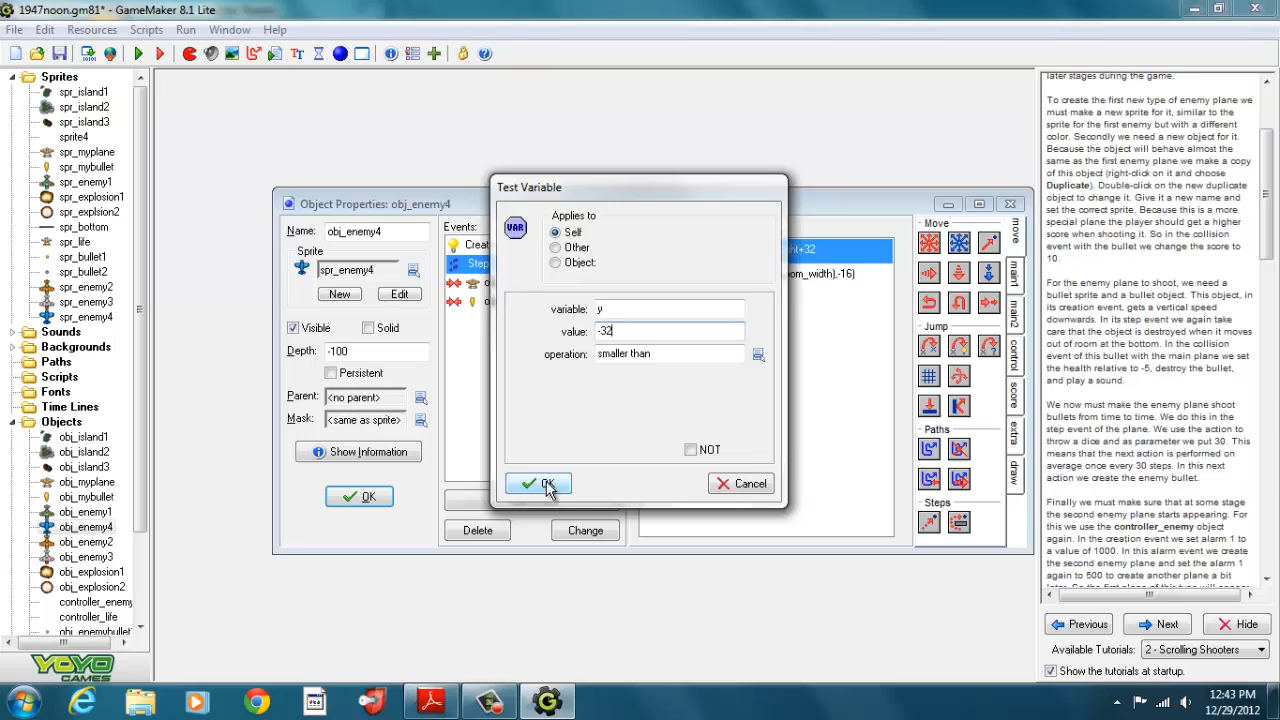 1947noon.gm81* - GameMaker 8.1 Lite
File Edit Resources Scripts Run Window Help
Sprites
spr_island1
spr_island2
spr_island3
sprite4
spr_myplane
spr_mybullet
spr_enemy1
spr_explosion1
spr_explsion2
spr_bottom
spr_life
spr_bullet1
spr_bullet2
spr_enemy2
spr_enemy3
spr_enemy4
Sounds
Backgrounds
Paths
Scripts
Fonts
Time Lines
Objects
obj_island1
obj_island2
obj_island3
obj_myplane
obj_mybullet
obj_enemy1
obj_enemy4
obj_enemy2
obj_enemy3
obj_explosion1
obj_explosion2
controller_enemy
controller_life
obj_enemybullet
YOYO
GAMES
Object Properties: obj_enemy4
Name: obj_enemy4
Sprite
spr_enemy4
New Edit
Visible Solid
Depth: -100
Persistent
Parent: <no parent>
Mask: <same as sprite>
Show Information
OK
Events:
Creat
Step
Delete Change
Test Variable
VAR
Applies to
Self
Other
Object:
variable: y
value: -32
operation: smaller than
NOT
OK Cancel
ht+32
om_width),-16)
Move
Jump
Paths
Steps
move
main1
main2
control
score
extra
draw
later stages during the game.
To create the first new type of enemy plane we
must make a new sprite for it, similar to the
sprite for the first enemy but with a different
color. Secondly we need a new object for it.
Because the object will behave almost the
same as the first enemy plane we make a copy
of this object (right-click on it and choose
Duplicate). Double-click on the new duplicate
object to change it. Give it a new name and
set the correct sprite. Because this is a more
special plane the player should get a higher
score when shooting it. So in the collision
event with the bullet we change the score to
10.
For the enemy plane to shoot, we need a
bullet sprite and a bullet object. This object, in
its creation event, gets a vertical speed
downwards. In its step event we again take
care that the object is destroyed when it moves
out of room at the bottom. In the collision
event of this bullet with the main plane we set
the health relative to -5, destroy the bullet,
and play a sound.
We now must make the enemy plane shoot
bullets from time to time. We do this in the
step event of the plane. We use the action to
throw a dice and as parameter we put 30. This
means that the next action is performed on
average once every 30 steps. In this next
action we create the enemy bullet.
Finally we must make sure that at some stage
the second enemy plane starts appearing. For
this we use the controller_enemy object
again. In the creation event we set alarm 1 to
a value of 1000. In this alarm event we create
the second enemy plane and set the alarm 1
again to 500 to create another plane a bit
Previous Next Hide
Available Tutorials: 2 - Scrolling Shooters
Show the tutorials at startup.
12:43 PM
12/29/2012